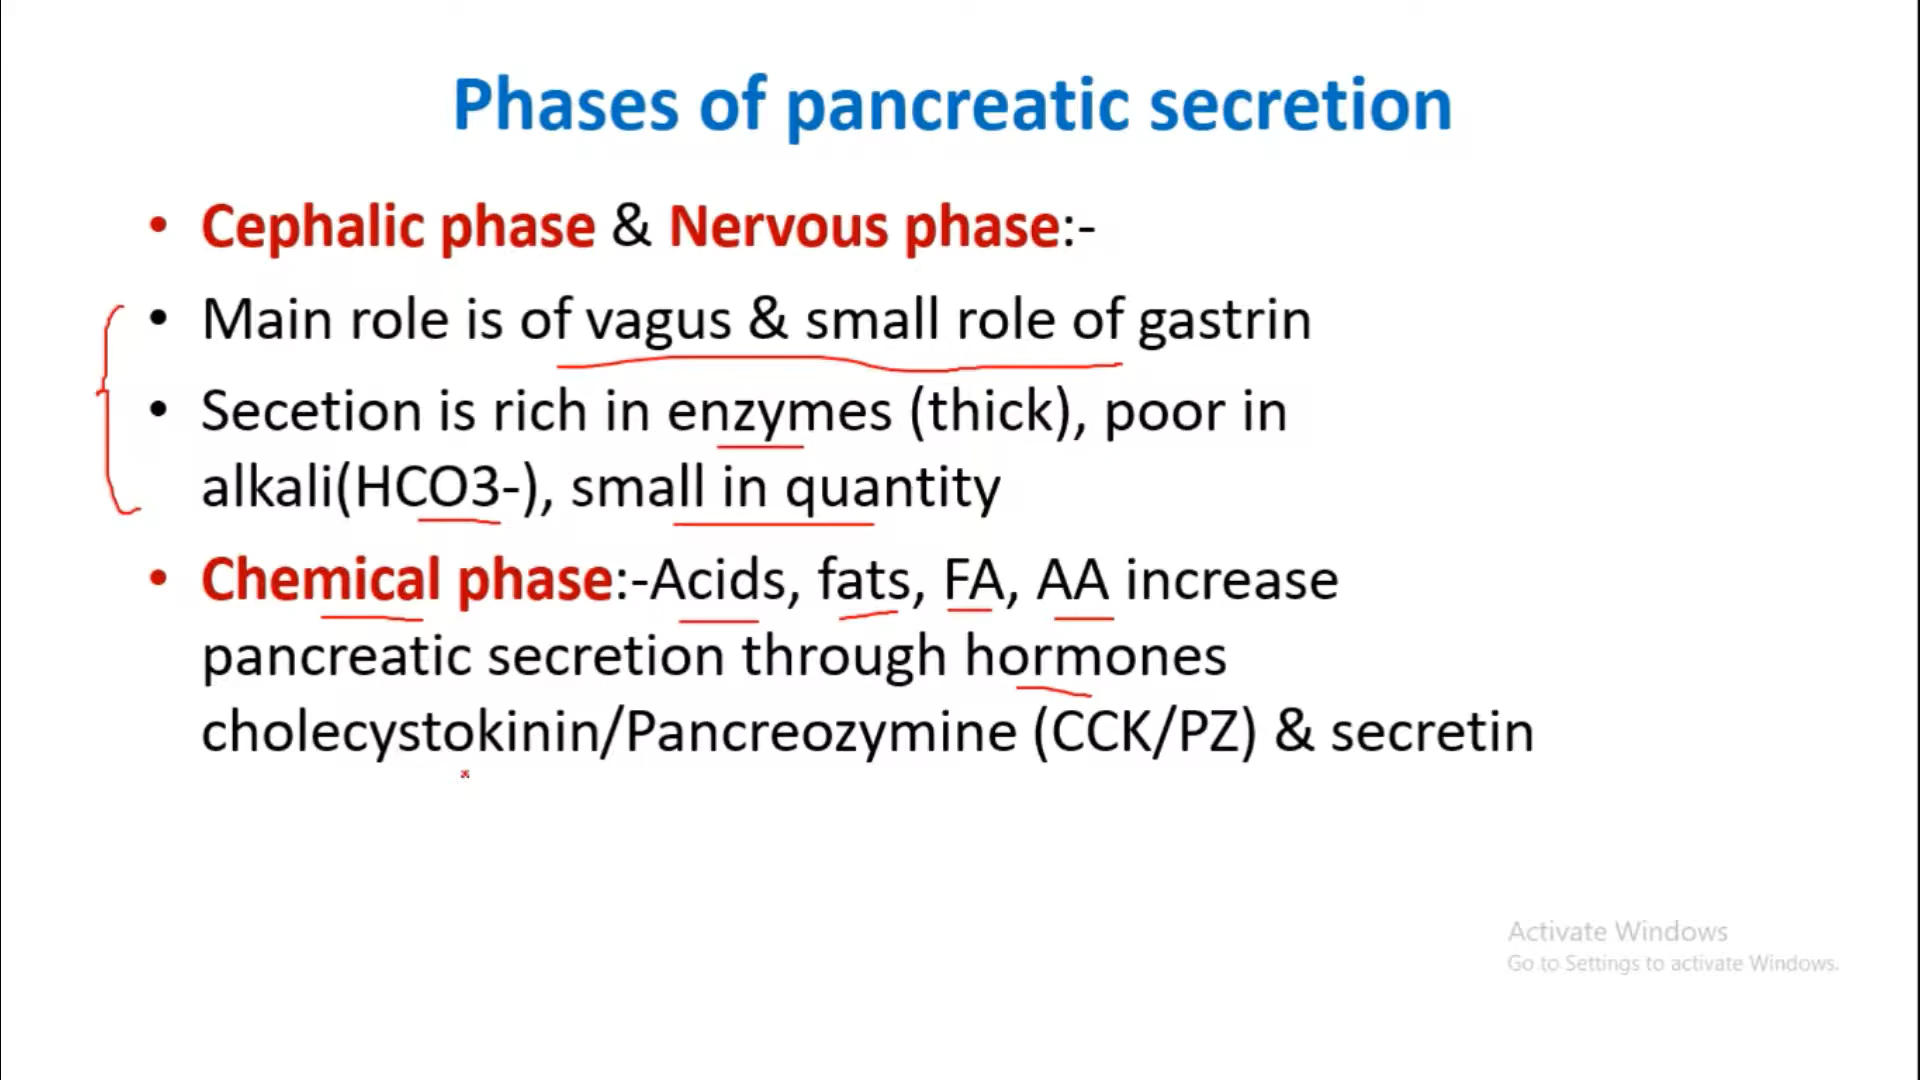 Phases of pancreatic secretion
• Cephalic phase & Nervous phase:-
• Main role is of vagus & small role of gastrin
• Secetion is rich in enzymes (thick), poor in
alkali(HCO3-), small in quantity
• Chemical phase:-Acids, fats, FA, AA increase
pancreatic secretion through hormones
cholecystokinin/Pancreozymine (CCK/PZ) & secretin
Activate Windows
Go to Settings to activate Windows.